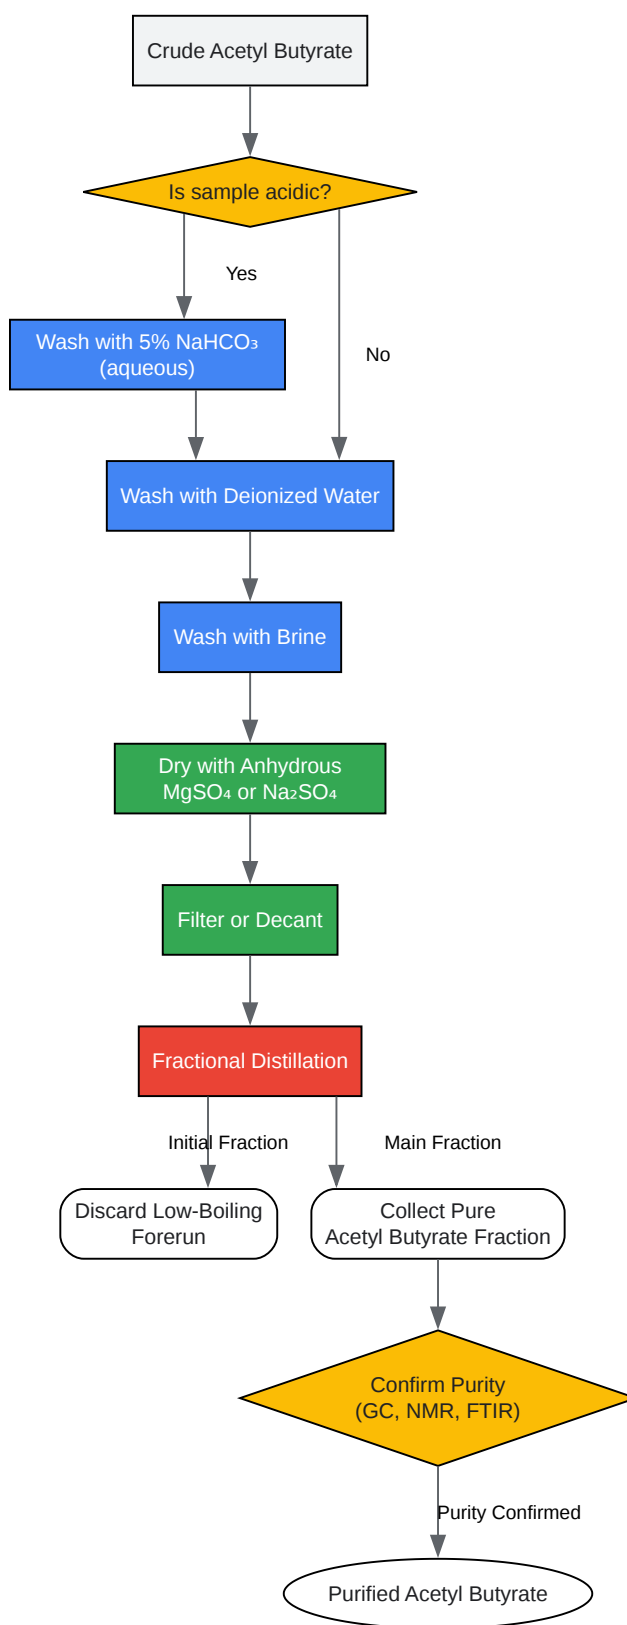 Crude Acetyl Butyrate
Is sample acidic?
Yes
Wash with 5% NaHCO₃
(aqueous)
No
Wash with Deionized Water
Wash with Brine
Dry with Anhydrous
MgSO₄ or Na₂SO₄
Filter or Decant
Fractional Distillation
Initial Fraction
Main Fraction
Discard Low-Boiling
Forerun
Collect Pure
Acetyl Butyrate Fraction
Confirm Purity
(GC, NMR, FTIR)
Purity Confirmed
Purified Acetyl Butyrate